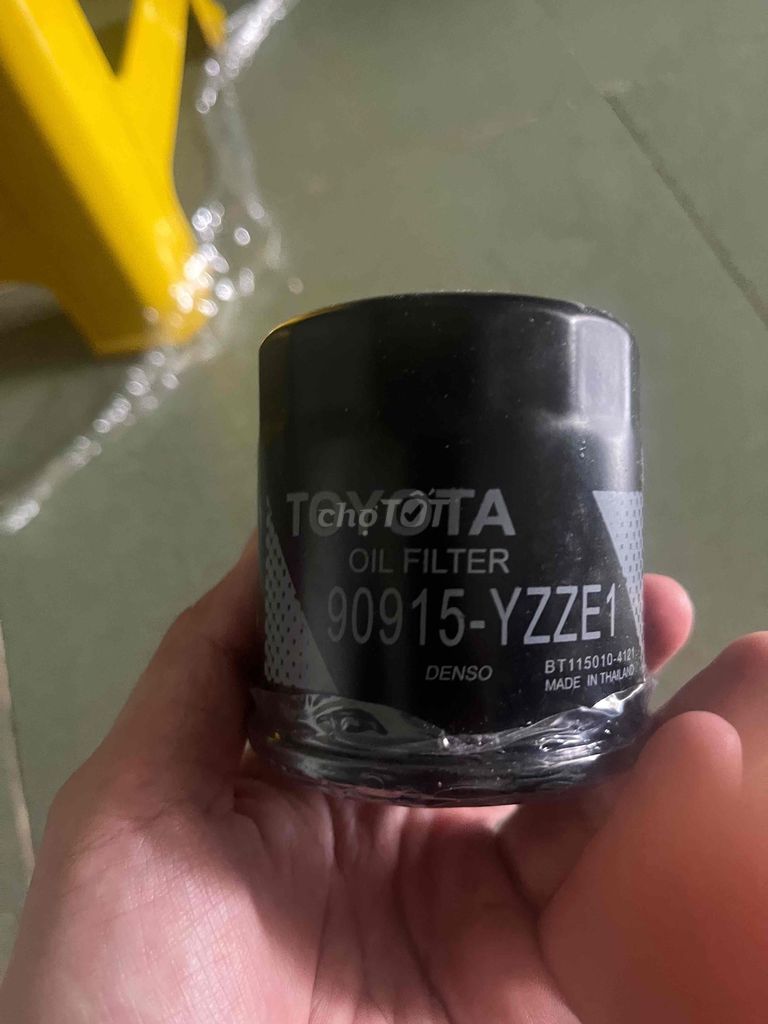 TOYOTA
chợTỐT
OIL FILTER
90915-YZZE1
DENSO
BT115010-4121
MADE IN THAILAND